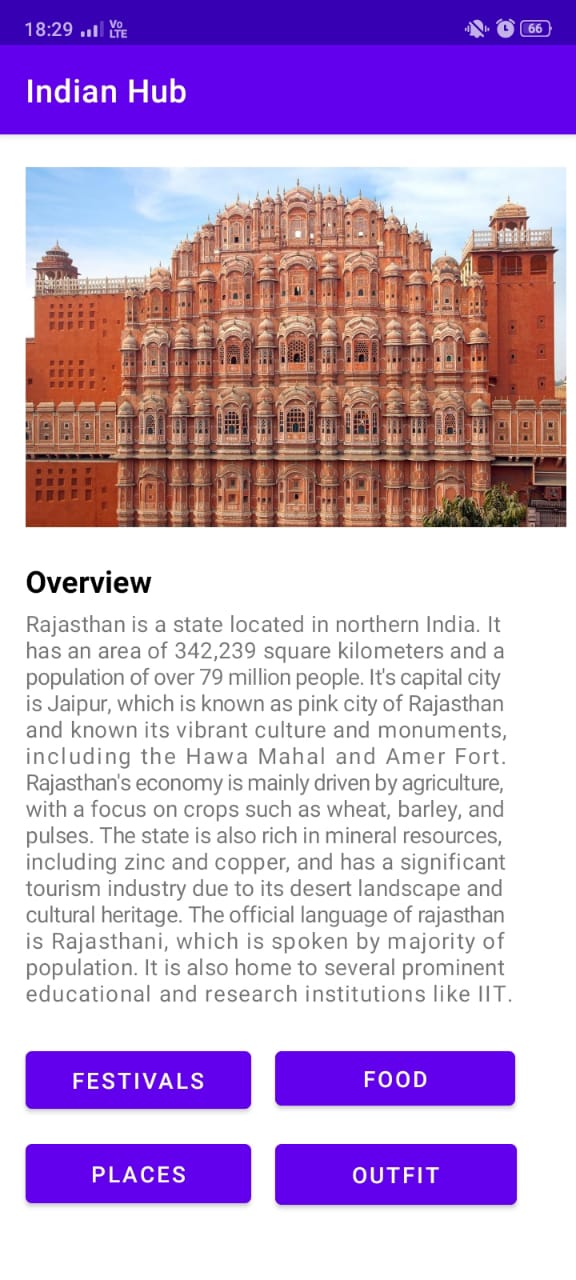 18:29 Vo LTE 66
Indian Hub
Overview
Rajasthan is a state located in northern India. It
has an area of 342,239 square kilometers and a
population of over 79 million people. It's capital city
is Jaipur, which is known as pink city of Rajasthan
and known its vibrant culture and monuments,
including the Hawa Mahal and Amer Fort.
Rajasthan's economy is mainly driven by agriculture,
with a focus on crops such as wheat, barley, and
pulses. The state is also rich in mineral resources,
including zinc and copper, and has a significant
tourism industry due to its desert landscape and
cultural heritage. The official language of rajasthan
is Rajasthani, which is spoken by majority of
population. It is also home to several prominent
educational and research institutions like IIT.
FESTIVALS FOOD
PLACES OUTFIT